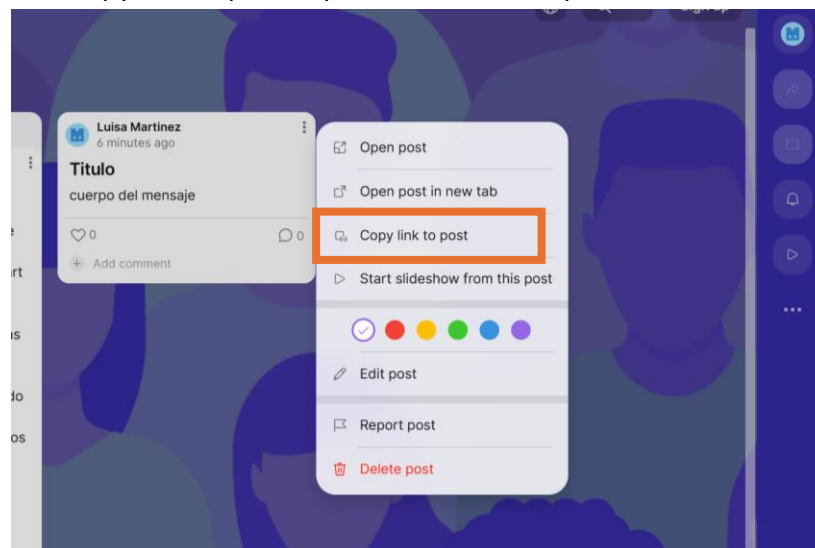 Luisa Martinez
6 minutes ago
Titulo
cuerpo del mensaje
0
0
Add comment
Open post
Open post in new tab
Copy link to post
Start slideshow from this post
Edit post
Report post
Delete post